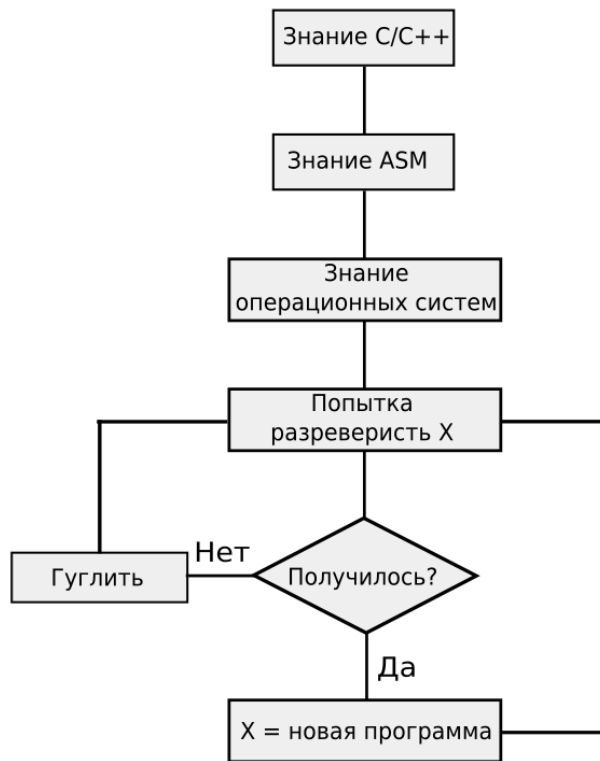 Знание C/C++
Знание ASM
Знание
операционных систем
Попытка
разреверисть X
Нет
Гуглить
Получилось?
Да
X = новая программа